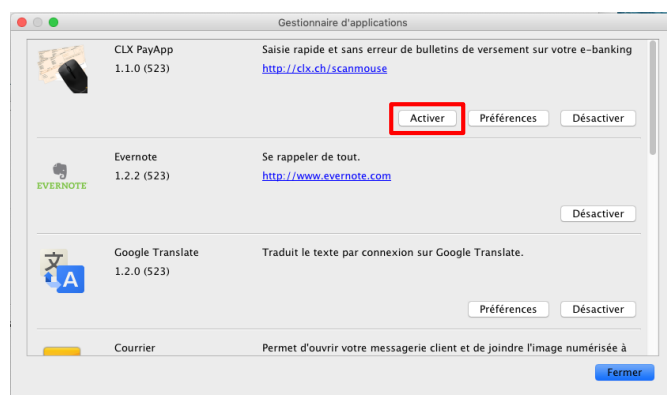 Gestionnaire d'applications
CLX PayApp
Saisie rapide et sans erreur de bulletins de versement sur votre e-banking
1.1.0 (523)
http://clx.ch/scanmouse
Activer
Préférences
Désactiver
Evernote
Se rappeler de tout.
1.2.2 (523)
http://www.evernote.com
EVERNOTE
Désactiver
Google Translate
Traduit le texte par connexion sur Google Translate.
1.2.0 (523)
文
A
Préférences
Désactiver
Courrier
Permet d'ouvrir votre messagerie client et de joindre l'image numérisée à
Fermer